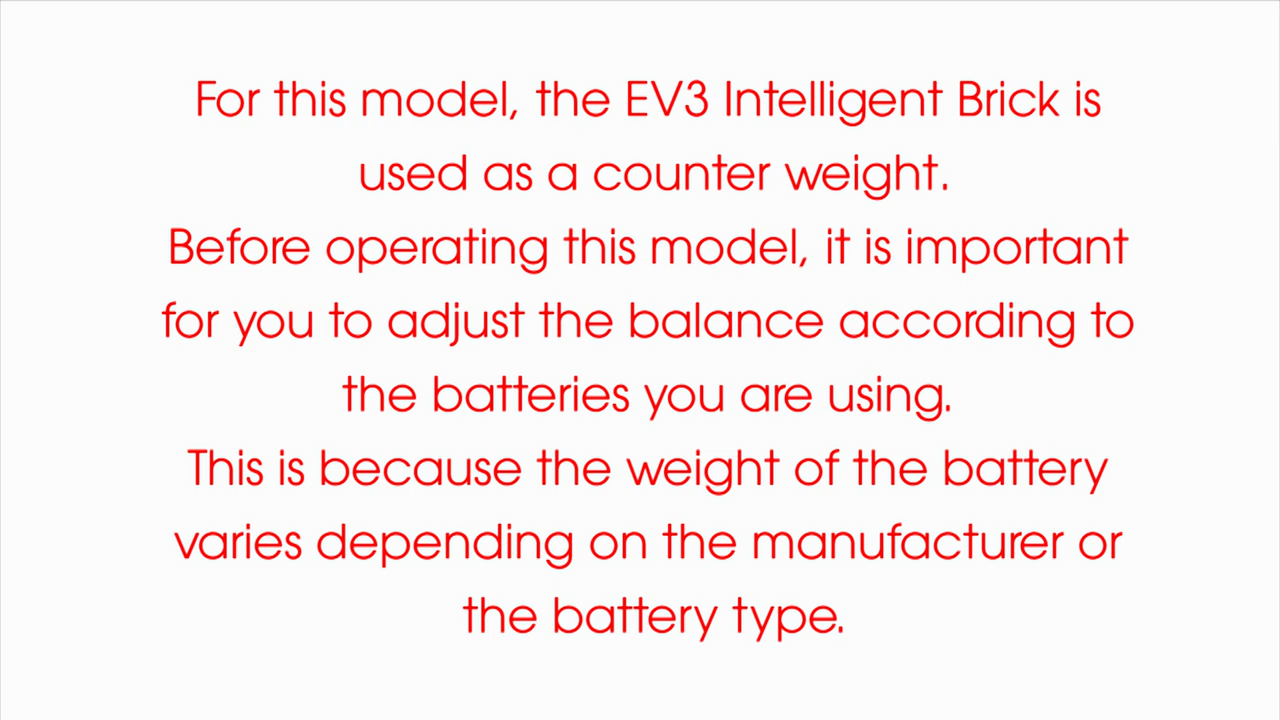 For this model, the EV3 Intelligent Brick is
used as a counter weight.
Before operating this model, it is important
for you to adjust the balance according to
the batteries you are using.
This is because the weight of the battery
varies depending on the manufacturer or
the battery type.